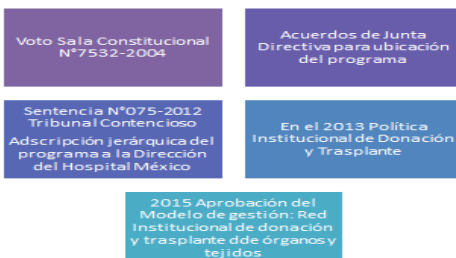 Voto Sala Constitucional
N°7532-2004
Acuerdos de Junta
Directiva para ubicación
del programa
Sentencia N°075-2012
Tribunal Contencioso
Adscripción jerárquica del
programa a la Dirección
del Hospital México
En el 2013 Política
Institucional de Donación
y Trasplante
2015 Aprobación del
Modelo de gestión: Red
Institucional de donación
y trasplante dde órganos y
tejidos